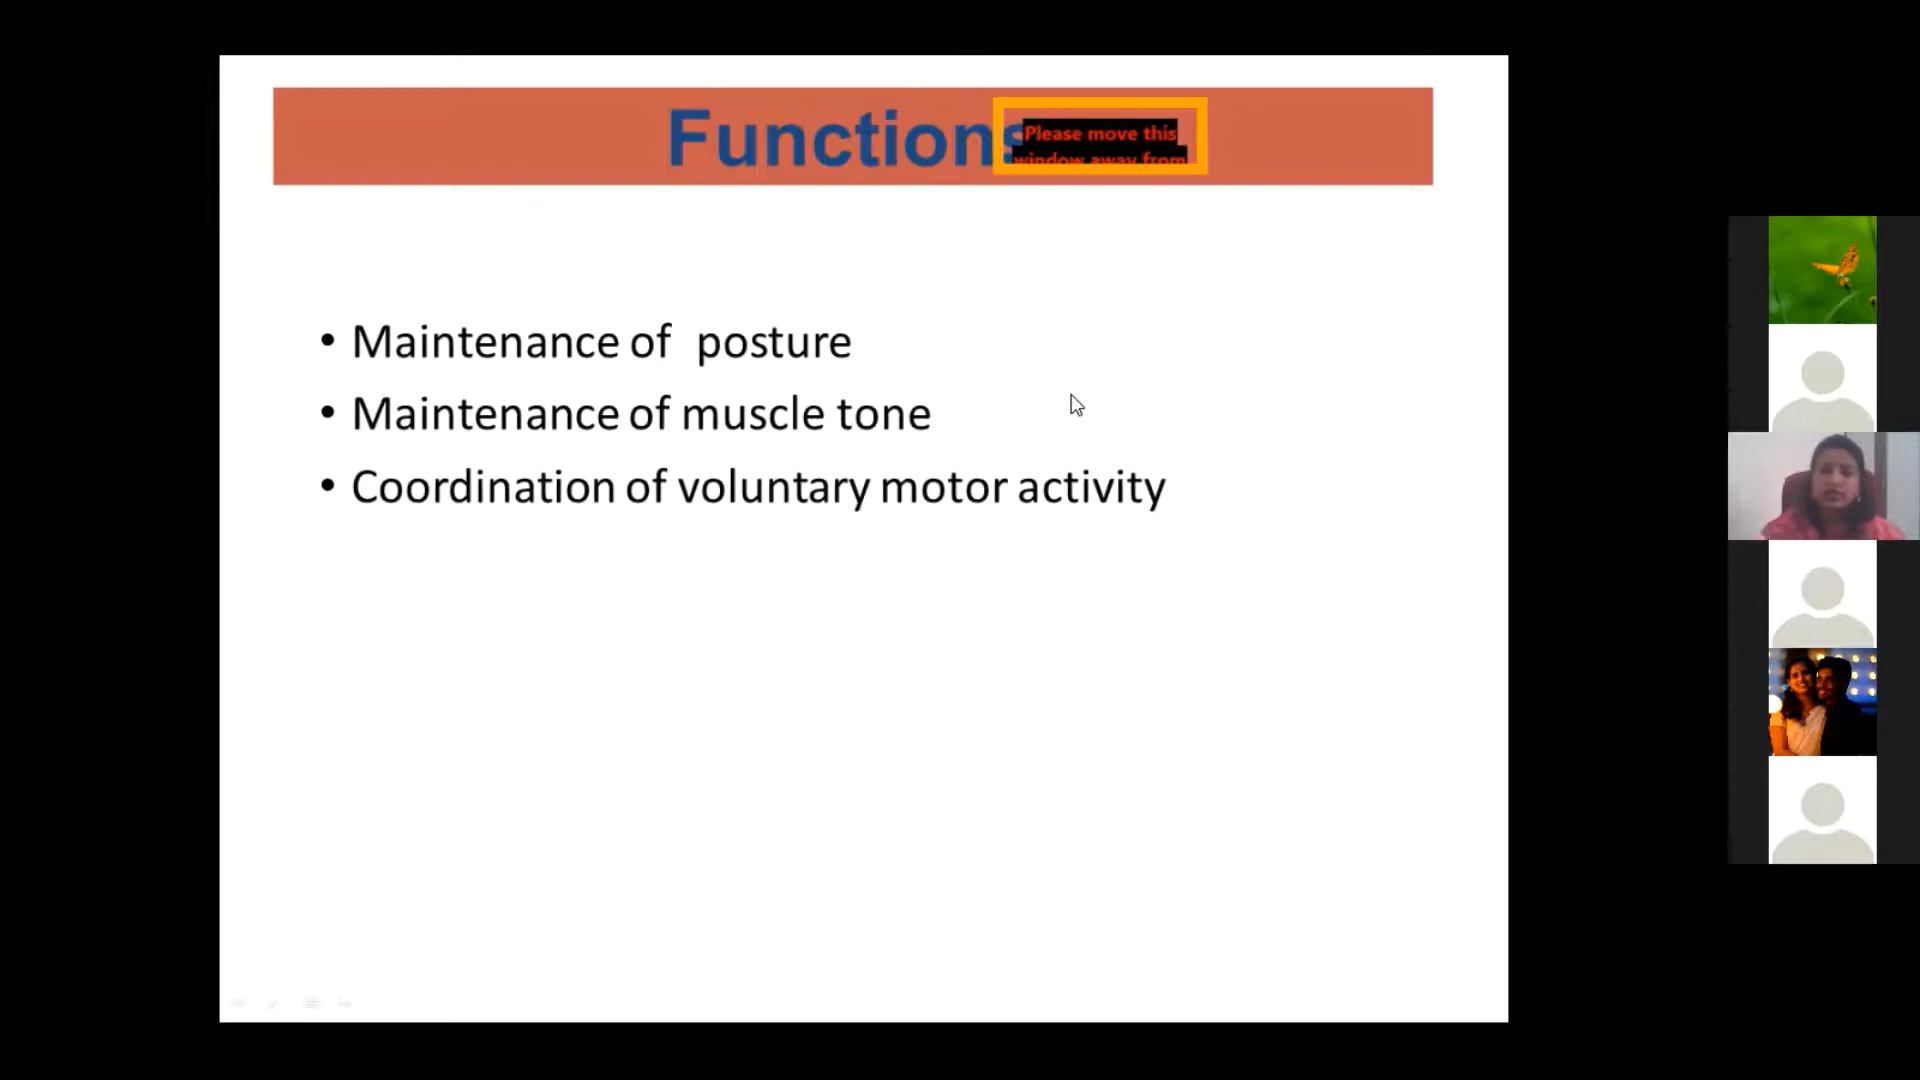 Functions
Please move this
window away from
• Maintenance of  posture
• Maintenance of muscle tone
• Coordination of voluntary motor activity